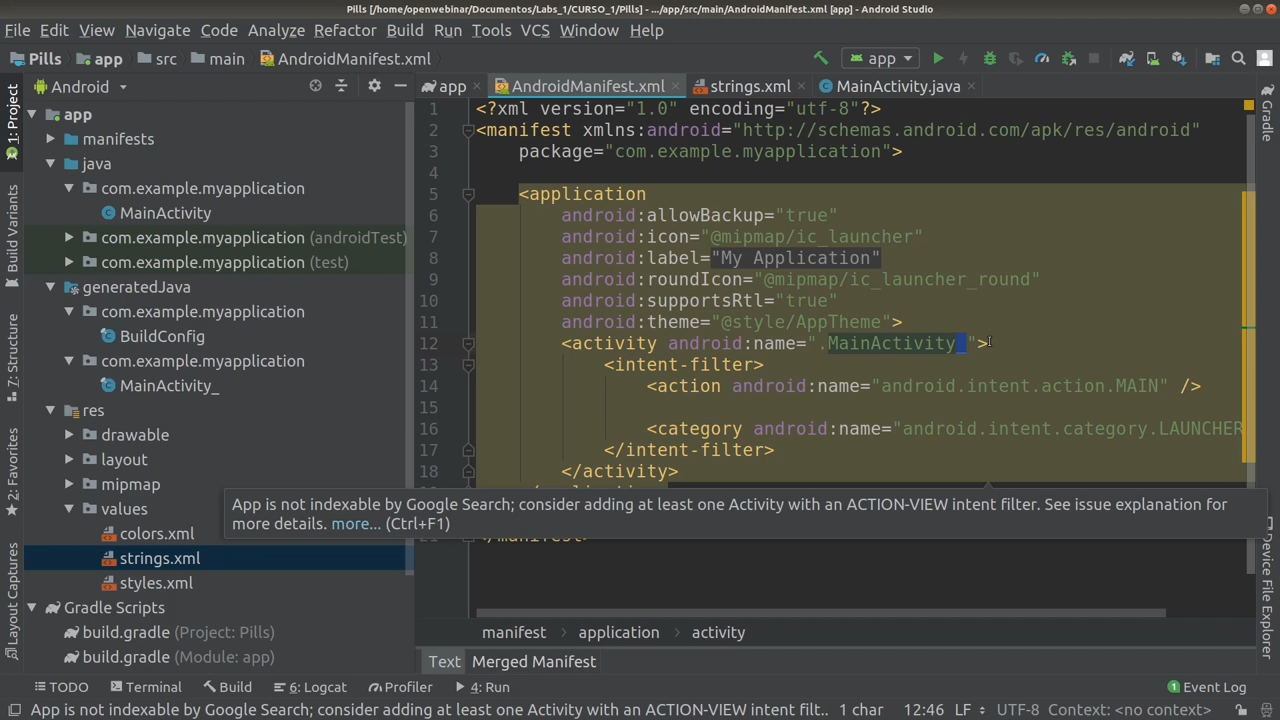 Pills [/home/openwebinar/Documentos/Labs_1/CURSO_1/Pills] - .../app/src/main/AndroidManifest.xml [app] - Android Studio
File Edit View Navigate Code Analyze Refactor Build Run Tools VCS Window Help
Pills app src main AndroidManifest.xml app
Android
app AndroidManifest.xml strings.xml MainActivity.java
1: Project
Build Variants
7: Structure
2: Favorites
Layout Captures
app
manifests
java
com.example.myapplication
MainActivity
com.example.myapplication (androidTest)
com.example.myapplication (test)
generatedJava
com.example.myapplication
BuildConfig
com.example.myapplication
MainActivity_
res
drawable
layout
mipmap
values
colors.xml
strings.xml
styles.xml
Gradle Scripts
build.gradle (Project: Pills)
build.gradle (Module: app)
1 <?xml version="1.0" encoding="utf-8"?>
2 <manifest xmlns:android="http://schemas.android.com/apk/res/android"
3 package="com.example.myapplication">
4
5 <application
6 android:allowBackup="true"
7 android:icon="@mipmap/ic_launcher"
8 android:label="My Application"
9 android:roundIcon="@mipmap/ic_launcher_round"
10 android:supportsRtl="true"
11 android:theme="@style/AppTheme">
12 <activity android:name=".MainActivity_">
13 <intent-filter>
14 <action android:name="android.intent.action.MAIN" />
15
16 <category android:name="android.intent.category.LAUNCHER
17 </intent-filter>
18 </activity>
App is not indexable by Google Search; consider adding at least one Activity with an ACTION-VIEW intent filter. See issue explanation for
more details. more... (Ctrl+F1)
</manifest>
manifest > application > activity
Text Merged Manifest
Gradle
Device File Explorer
TODO Terminal Build 6: Logcat Profiler 4: Run Event Log
App is not indexable by Google Search; consider adding at least one Activity with an ACTION-VIEW intent filt.. 1 char 12:46 LF UTF-8 Context: <no context>